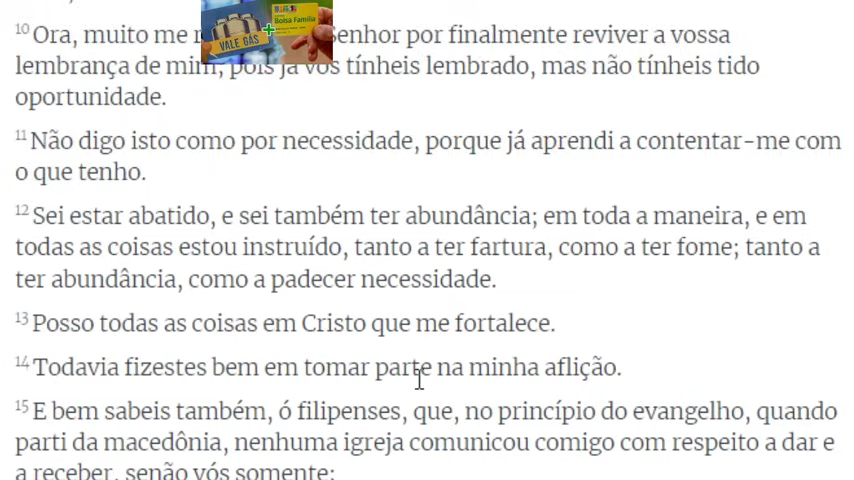 10 Ora, muito me Senhor por finalmente reviver a vossa
VALE GÁS + Bolsa Família
lembrança de mim, pois já vos tínheis lembrado, mas não tínheis tido
oportunidade.
11 Não digo isto como por necessidade, porque já aprendi a contentar-me com
o que tenho.
12 Sei estar abatido, e sei também ter abundância; em toda a maneira, e em
todas as coisas estou instruído, tanto a ter fartura, como a ter fome; tanto a
ter abundância, como a padecer necessidade.
13 Posso todas as coisas em Cristo que me fortalece.
14 Todavia fizestes bem em tomar parte na minha aflição.
15 E bem sabeis também, ó filipenses, que, no princípio do evangelho, quando
parti da macedônia, nenhuma igreja comunicou comigo com respeito a dar e
a receber, senão vós somente;